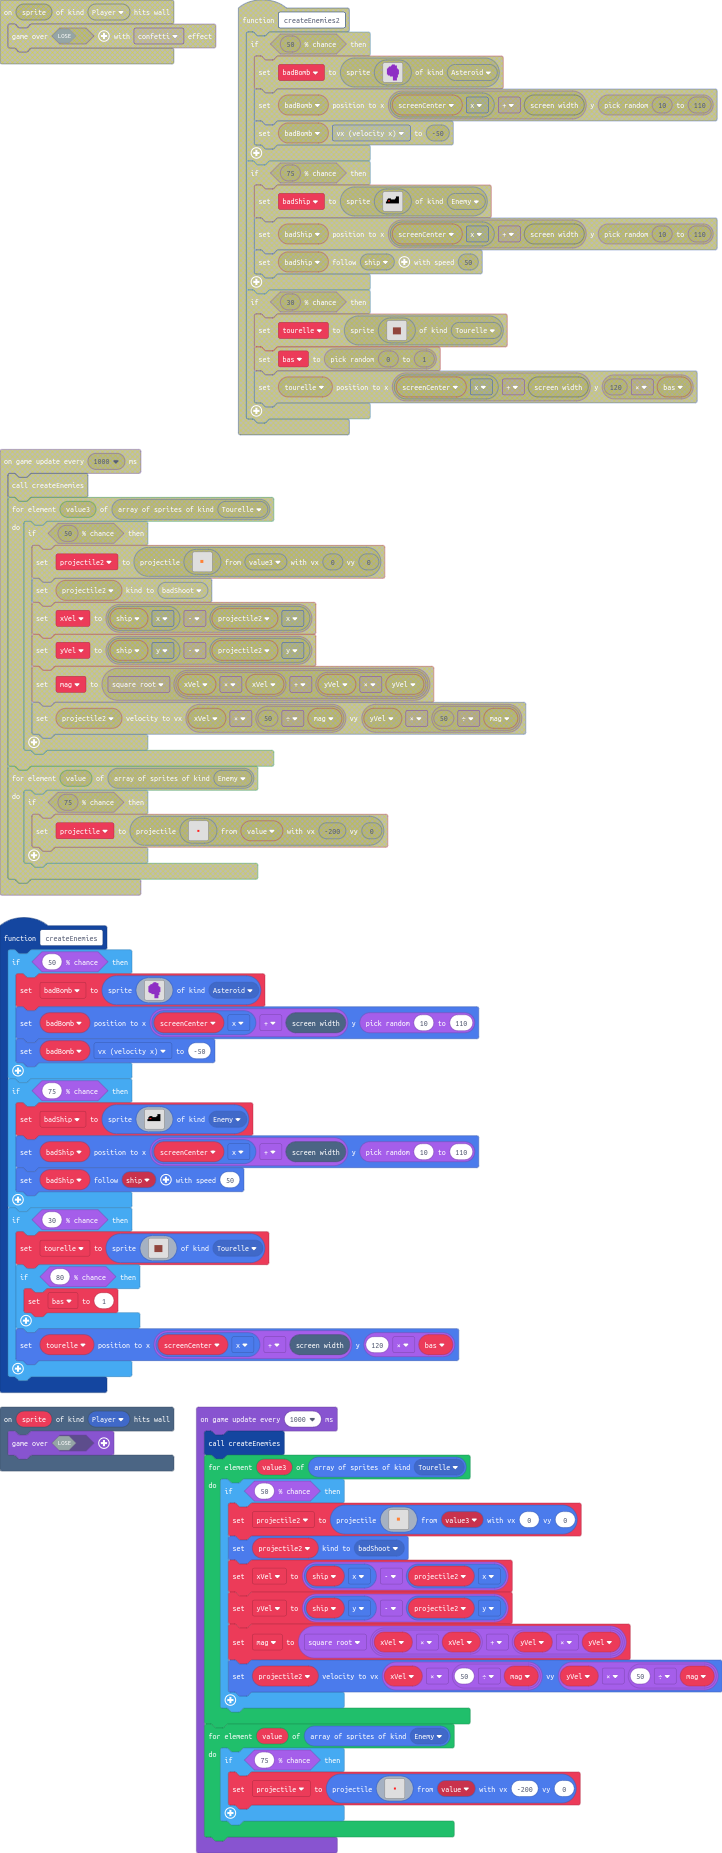 on sprite of kind Player hits wall
game over LOSE with confetti effect
function createEnemies2
if 50 % chance then
set badBomb to sprite of kind Asteroid
set badBomb position to x screenCenter x + screen width y pick random 10 to 110
set badBomb vx (velocity x) to -50
if 75 % chance then
set badShip to sprite of kind Enemy
set badShip position to x screenCenter x + screen width y pick random 10 to 110
set badShip follow ship with speed 50
if 30 % chance then
set tourelle to sprite of kind Tourelle
set bas to pick random 0 to 1
set tourelle position to x screenCenter x + screen width y 120 × bas
on game update every 1000 ms
call createEnemies
for element value3 of array of sprites of kind Tourelle
do if 50 % chance then
set projectile2 to projectile from value3 with vx 0 vy 0
set projectile2 kind to badShoot
set xVel to ship x - projectile2 x
set yVel to ship y - projectile2 y
set mag to square root xVel × xVel + yVel × yVel
set projectile2 velocity to vx xVel × 50 ÷ mag vy yVel × 50 ÷ mag
for element value of array of sprites of kind Enemy
do if 75 % chance then
set projectile to projectile from value with vx -200 vy 0
function createEnemies
if 50 % chance then
set badBomb to sprite of kind Asteroid
set badBomb position to x screenCenter x + screen width y pick random 10 to 110
set badBomb vx (velocity x) to -50
if 75 % chance then
set badShip to sprite of kind Enemy
set badShip position to x screenCenter x + screen width y pick random 10 to 110
set badShip follow ship with speed 50
if 30 % chance then
set tourelle to sprite of kind Tourelle
if 80 % chance then
set bas to 1
set tourelle position to x screenCenter x + screen width y 120 × bas
on sprite of kind Player hits wall
game over LOSE
on game update every 1000 ms
call createEnemies
for element value3 of array of sprites of kind Tourelle
do if 50 % chance then
set projectile2 to projectile from value3 with vx 0 vy 0
set projectile2 kind to badShoot
set xVel to ship x - projectile2 x
set yVel to ship y - projectile2 y
set mag to square root xVel × xVel + yVel × yVel
set projectile2 velocity to vx xVel × 50 ÷ mag vy yVel × 50 ÷ mag
for element value of array of sprites of kind Enemy
do if 75 % chance then
set projectile to projectile from value with vx -200 vy 0